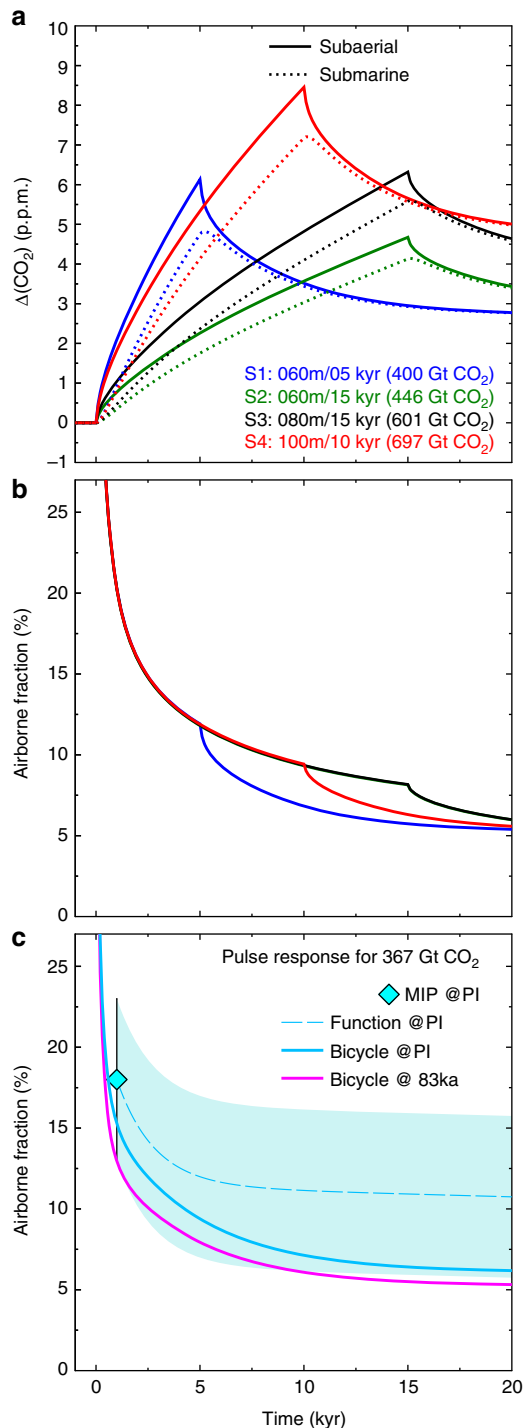 a
10
9
8
7
6
5
4
3
2
1
0
−1
Δ(CO₂) (p.p.m.)
Subaerial
Submarine
S1: 060m/05 kyr (400 Gt CO₂)
S2: 060m/15 kyr (446 Gt CO₂)
S3: 080m/15 kyr (601 Gt CO₂)
S4: 100m/10 kyr (697 Gt CO₂)
b
25
20
15
10
5
0
Airborne fraction (%)
c
25
20
15
10
5
0
Airborne fraction (%)
Pulse response for 367 Gt CO₂
MIP @PI
Function @PI
Bicycle @PI
Bicycle @ 83ka
0 5 10 15 20
Time (kyr)